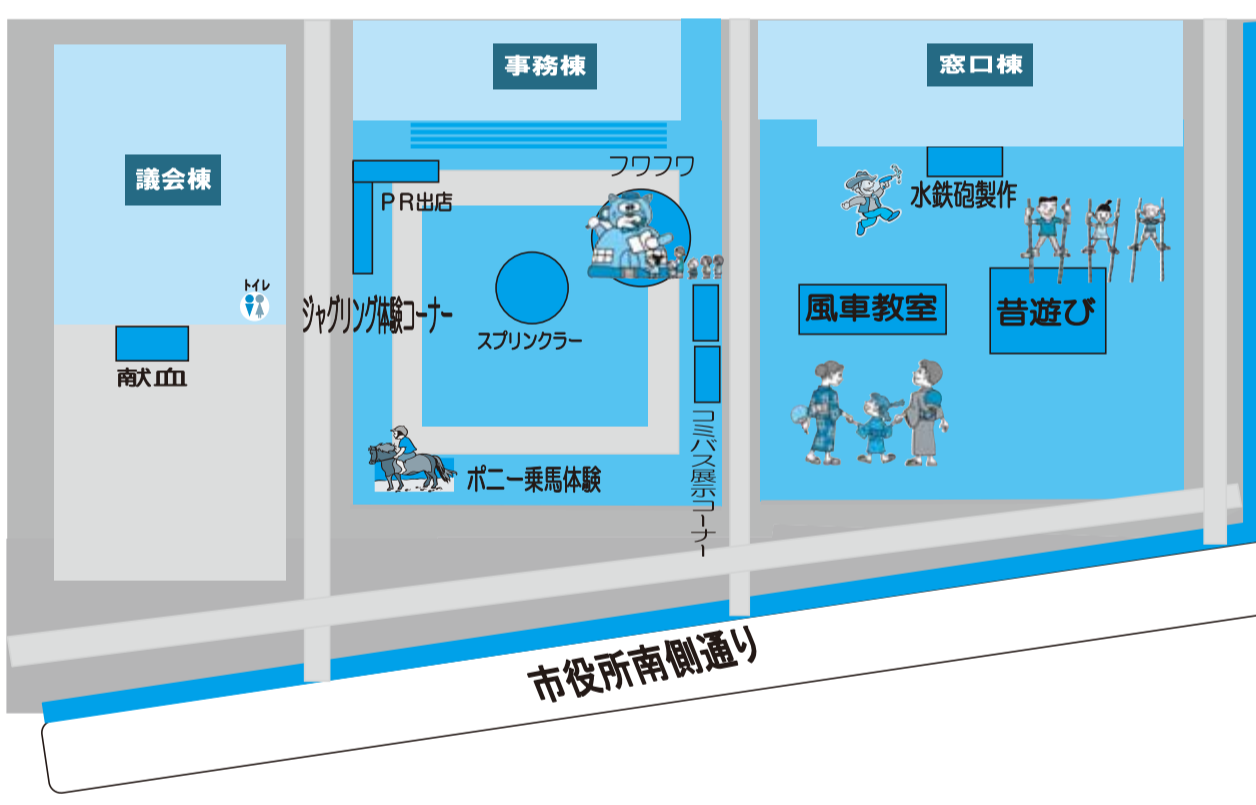 事務棟
窓口棟
議会棟
フワフワ
水鉄砲製作
ＰＲ出店
トイレ
ジャグリング体験コーナー
風車教室
昔遊び
スプリンクラー
献血
コミバス展示コーナー
ポニー乗馬体験
市役所南側通り